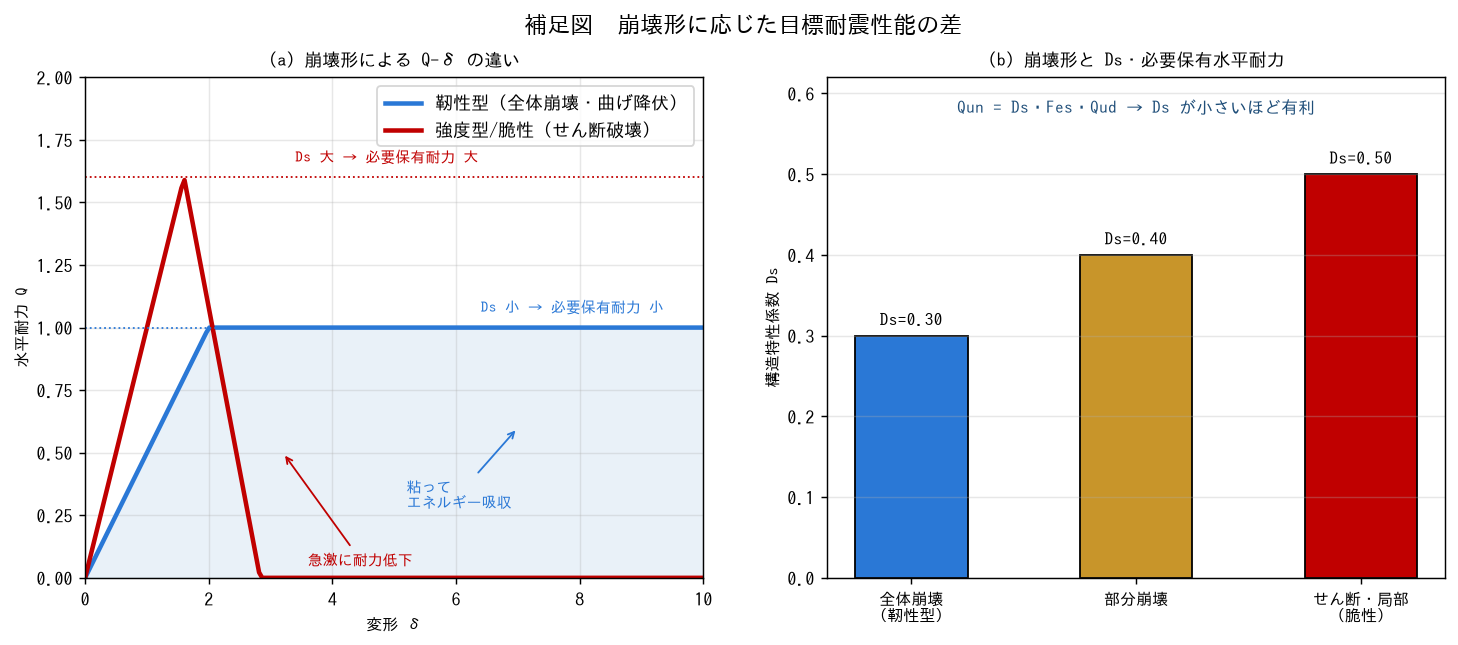 補足図　崩壊形に応じた目標耐震性能の差
(a) 崩壊形による Q-δ の違い
2.00
1.75
1.50
1.25
1.00
0.75
0.50
0.25
0.00
水平耐力 Q
靭性型（全体崩壊・曲げ降伏）
強度型/脆性（せん断破壊）
Ds 大 → 必要保有耐力 大
Ds 小 → 必要保有耐力 小
粘って
エネルギー吸収
急激に耐力低下
0 2 4 6 8 10
変形 δ
(b) 崩壊形と Ds・必要保有水平耐力
Qun = Ds・Fes・Qud → Ds が小さいほど有利
0.6
0.5
0.4
0.3
0.2
0.1
0.0
構造特性係数 Ds
Ds=0.30
Ds=0.40
Ds=0.50
全体崩壊
（靭性型）
部分崩壊
せん断・局部
（脆性）